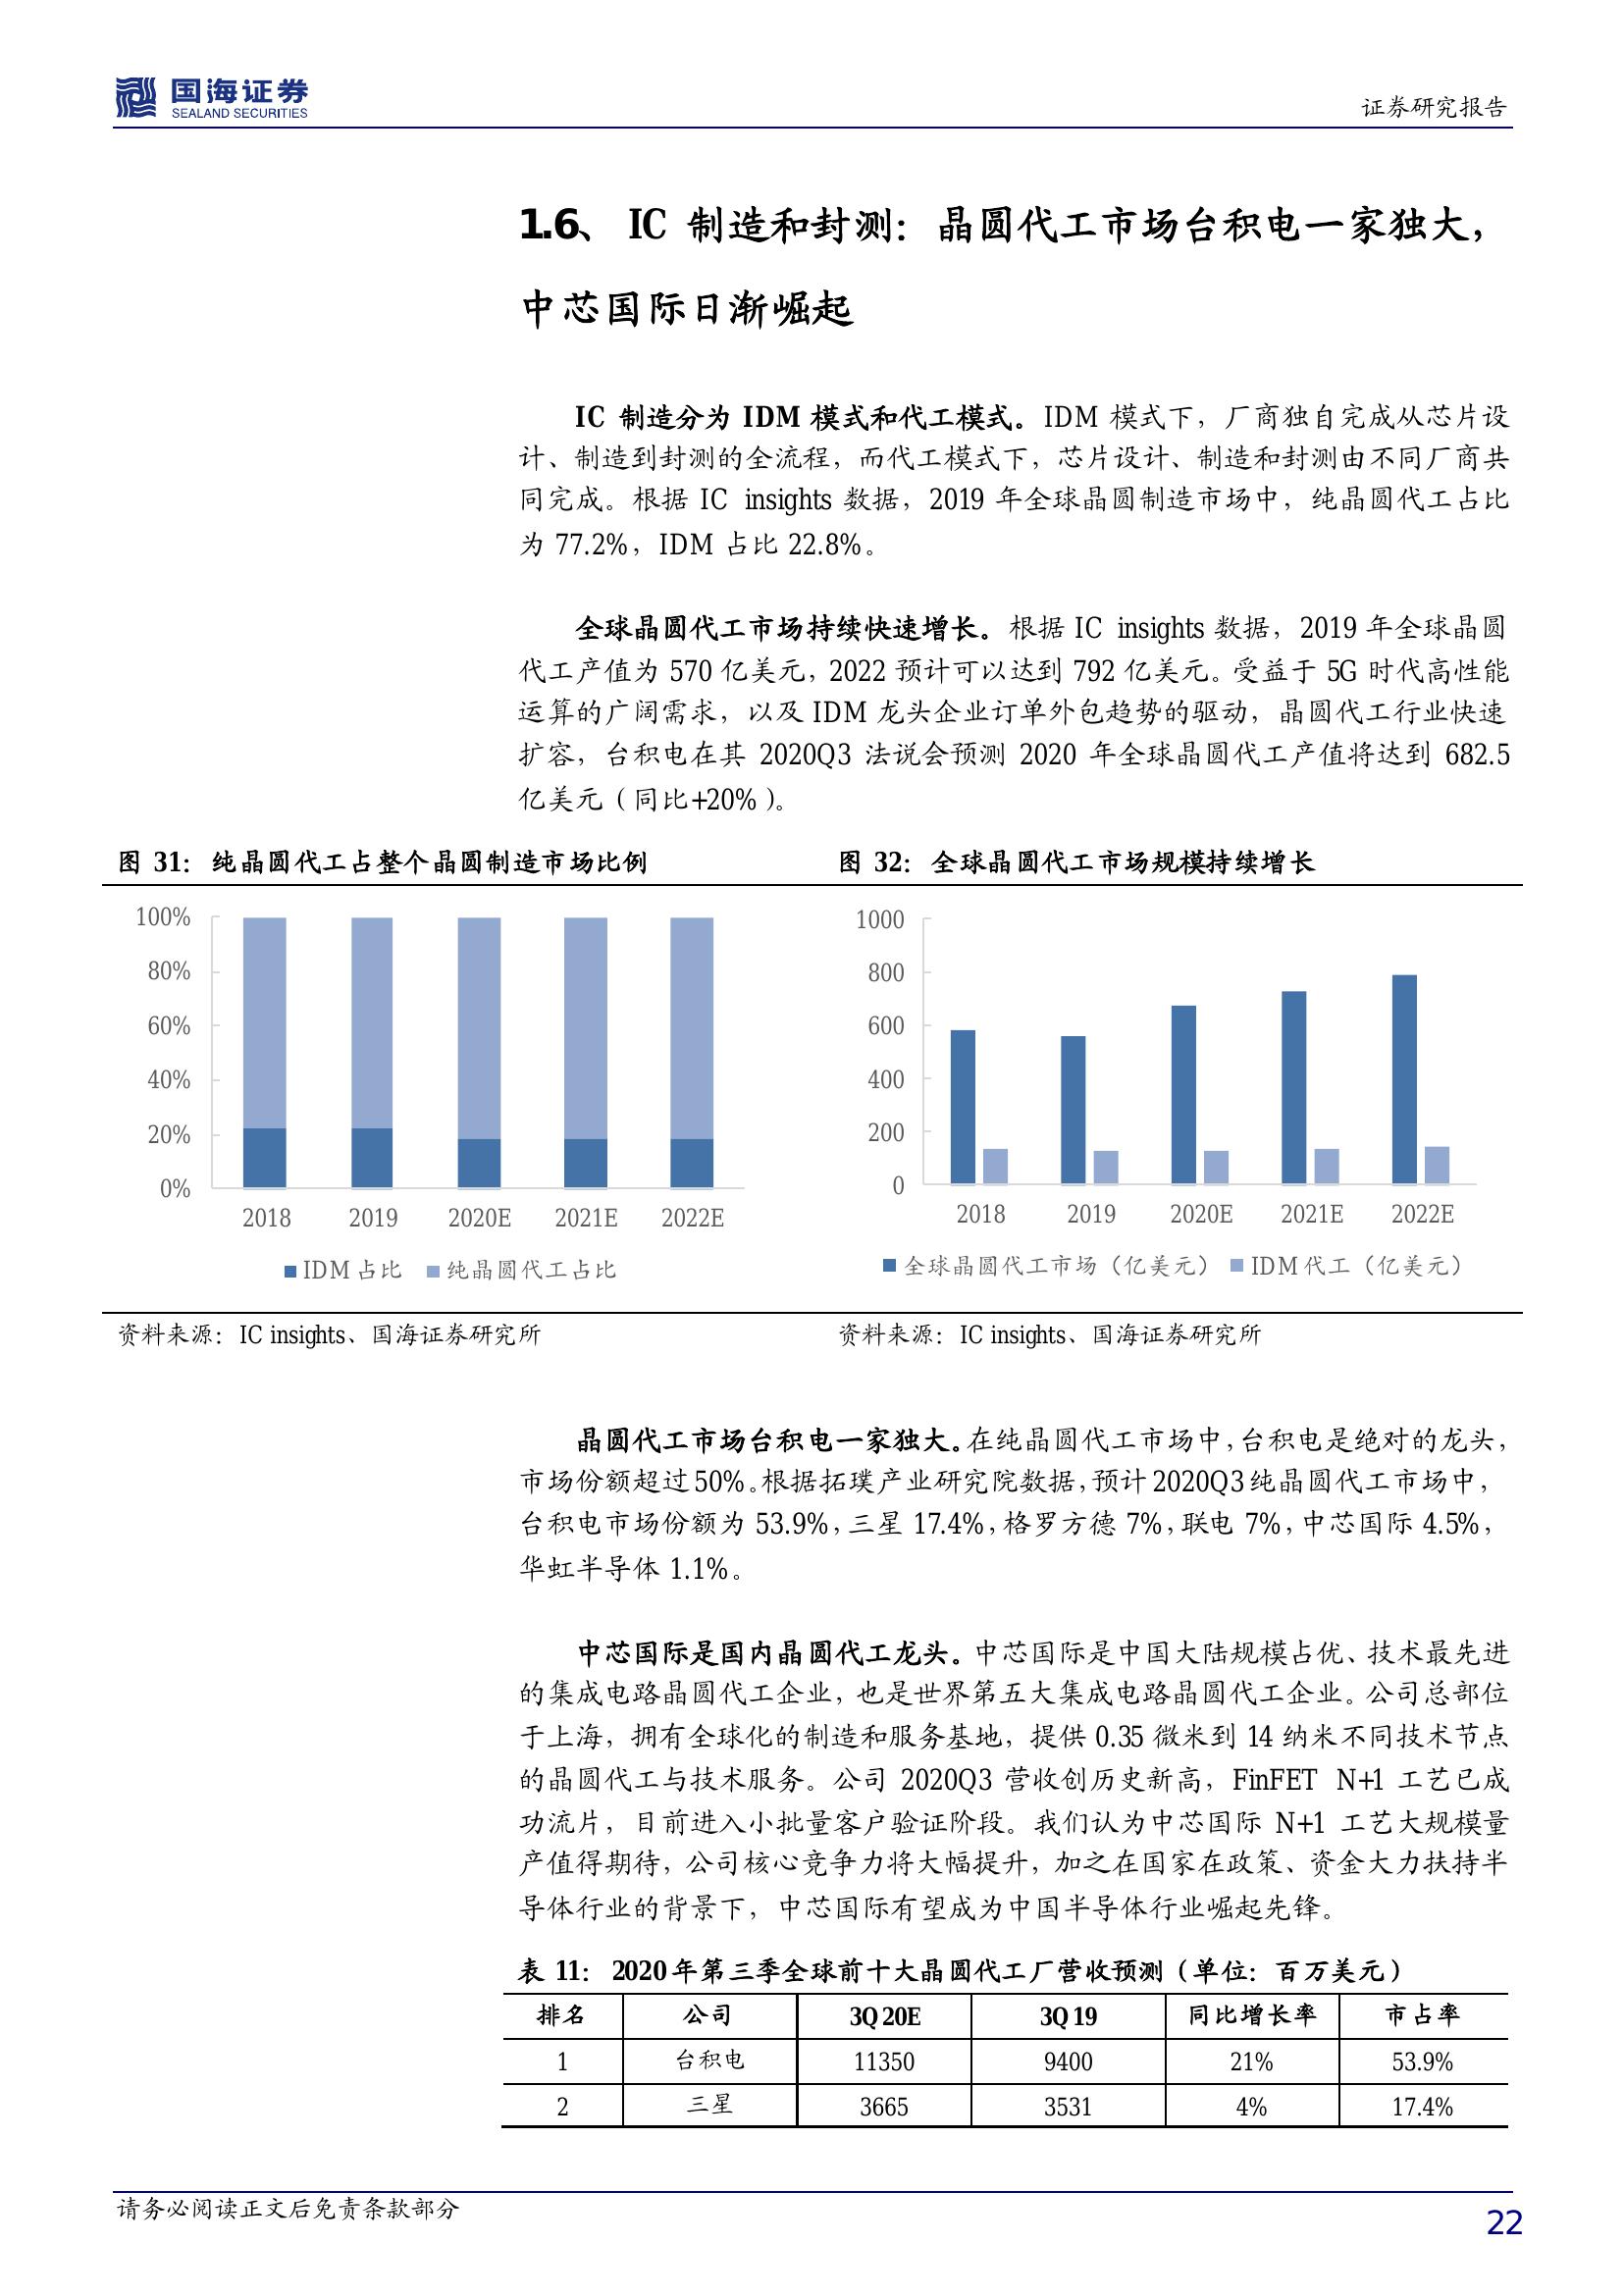 国海证券
SEALAND SECURITIES
证券研究报告
1.6、 IC 制造和封测：晶圆代工市场台积电一家独大，
中芯国际日渐崛起
IC 制造分为 IDM 模式和代工模式。IDM 模式下，厂商独自完成从芯片设
计、制造到封测的全流程，而代工模式下，芯片设计、制造和封测由不同厂商共
同完成。根据 IC insights 数据，2019 年全球晶圆制造市场中，纯晶圆代工占比
为 77.2%，IDM 占比 22.8%。
全球晶圆代工市场持续快速增长。根据 IC insights 数据，2019 年全球晶圆
代工产值为 570 亿美元，2022 预计可以达到 792 亿美元。受益于 5G 时代高性能
运算的广阔需求，以及 IDM 龙头企业订单外包趋势的驱动，晶圆代工行业快速
扩容，台积电在其 2020Q3 法说会预测 2020 年全球晶圆代工产值将达到 682.5
亿美元（同比+20%）。
图 31：纯晶圆代工占整个晶圆制造市场比例
100%
80%
60%
40%
20%
0%
2018 2019 2020E 2021E 2022E
IDM 占比 纯晶圆代工占比
资料来源：IC insights、国海证券研究所
图 32：全球晶圆代工市场规模持续增长
1000
800
600
400
200
0
2018 2019 2020E 2021E 2022E
全球晶圆代工市场（亿美元） IDM 代工（亿美元）
资料来源：IC insights、国海证券研究所
晶圆代工市场台积电一家独大。在纯晶圆代工市场中，台积电是绝对的龙头，
市场份额超过 50%。根据拓璞产业研究院数据，预计 2020Q3 纯晶圆代工市场中，
台积电市场份额为 53.9%，三星 17.4%，格罗方德 7%，联电 7%，中芯国际 4.5%，
华虹半导体 1.1%。
中芯国际是国内晶圆代工龙头。中芯国际是中国大陆规模占优、技术最先进
的集成电路晶圆代工企业，也是世界第五大集成电路晶圆代工企业。公司总部位
于上海，拥有全球化的制造和服务基地，提供 0.35 微米到 14 纳米不同技术节点
的晶圆代工与技术服务。公司 2020Q3 营收创历史新高，FinFET N+1 工艺已成
功流片，目前进入小批量客户验证阶段。我们认为中芯国际 N+1 工艺大规模量
产值得期待，公司核心竞争力将大幅提升，加之在国家在政策、资金大力扶持半
导体行业的背景下，中芯国际有望成为中国半导体行业崛起先锋。
表 11：2020 年第三季全球前十大晶圆代工厂营收预测（单位：百万美元）
排名 公司 3Q20E 3Q19 同比增长率 市占率
1 台积电 11350 9400 21% 53.9%
2 三星 3665 3531 4% 17.4%
请务必阅读正文后免责条款部分
22